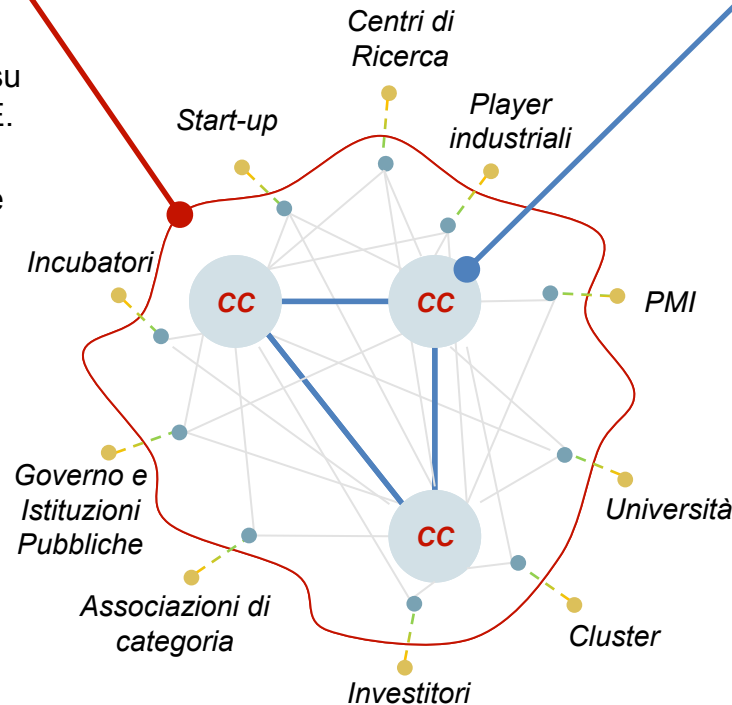 Centri di
Ricerca
su
E.
Start-up
Player
industriali
e
Incubatori
CC
CC
PMI
Governo e
Istituzioni
Pubbliche
Università
CC
Associazioni di
categoria
Cluster
Investitori